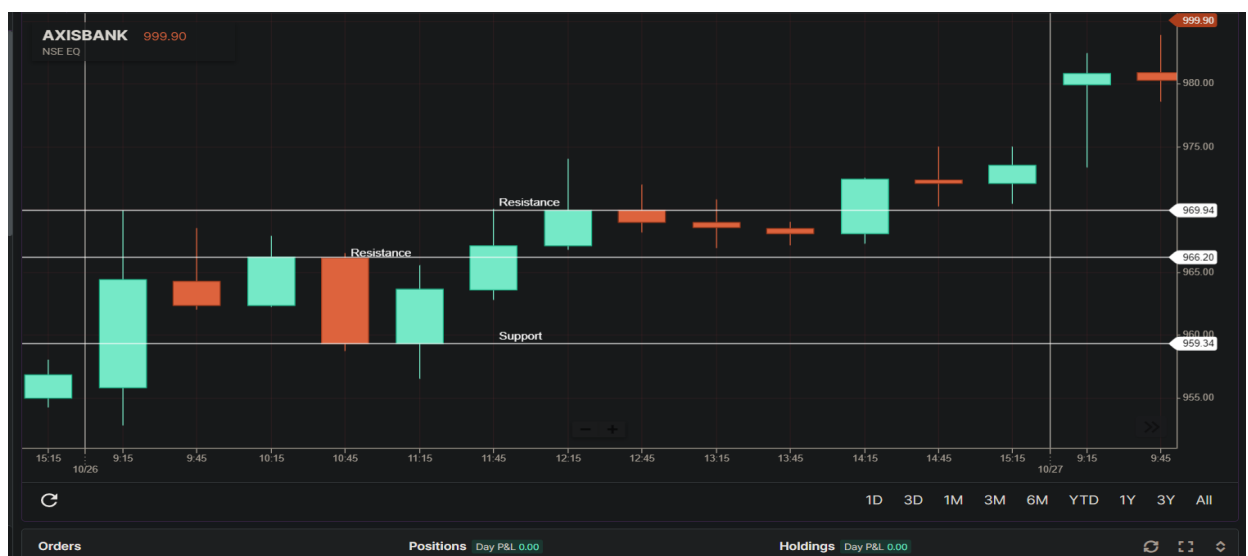 AXISBANK 999.90
NSE EQ
999.90
980.00
975.00
Resistance
969.94
Resistance
966.20
965.00
Support
960.00
959.34
955.00
15:15 9:15 9:45 10:15 10:45 11:15 11:45 12:15 12:45 13:15 13:45 14:15 14:45 15:15 9:15 9:45
10/26 10/27
1D 3D 1M 3M 6M YTD 1Y 3Y All
Orders Positions Day P&L 0.00 Holdings Day P&L 0.00